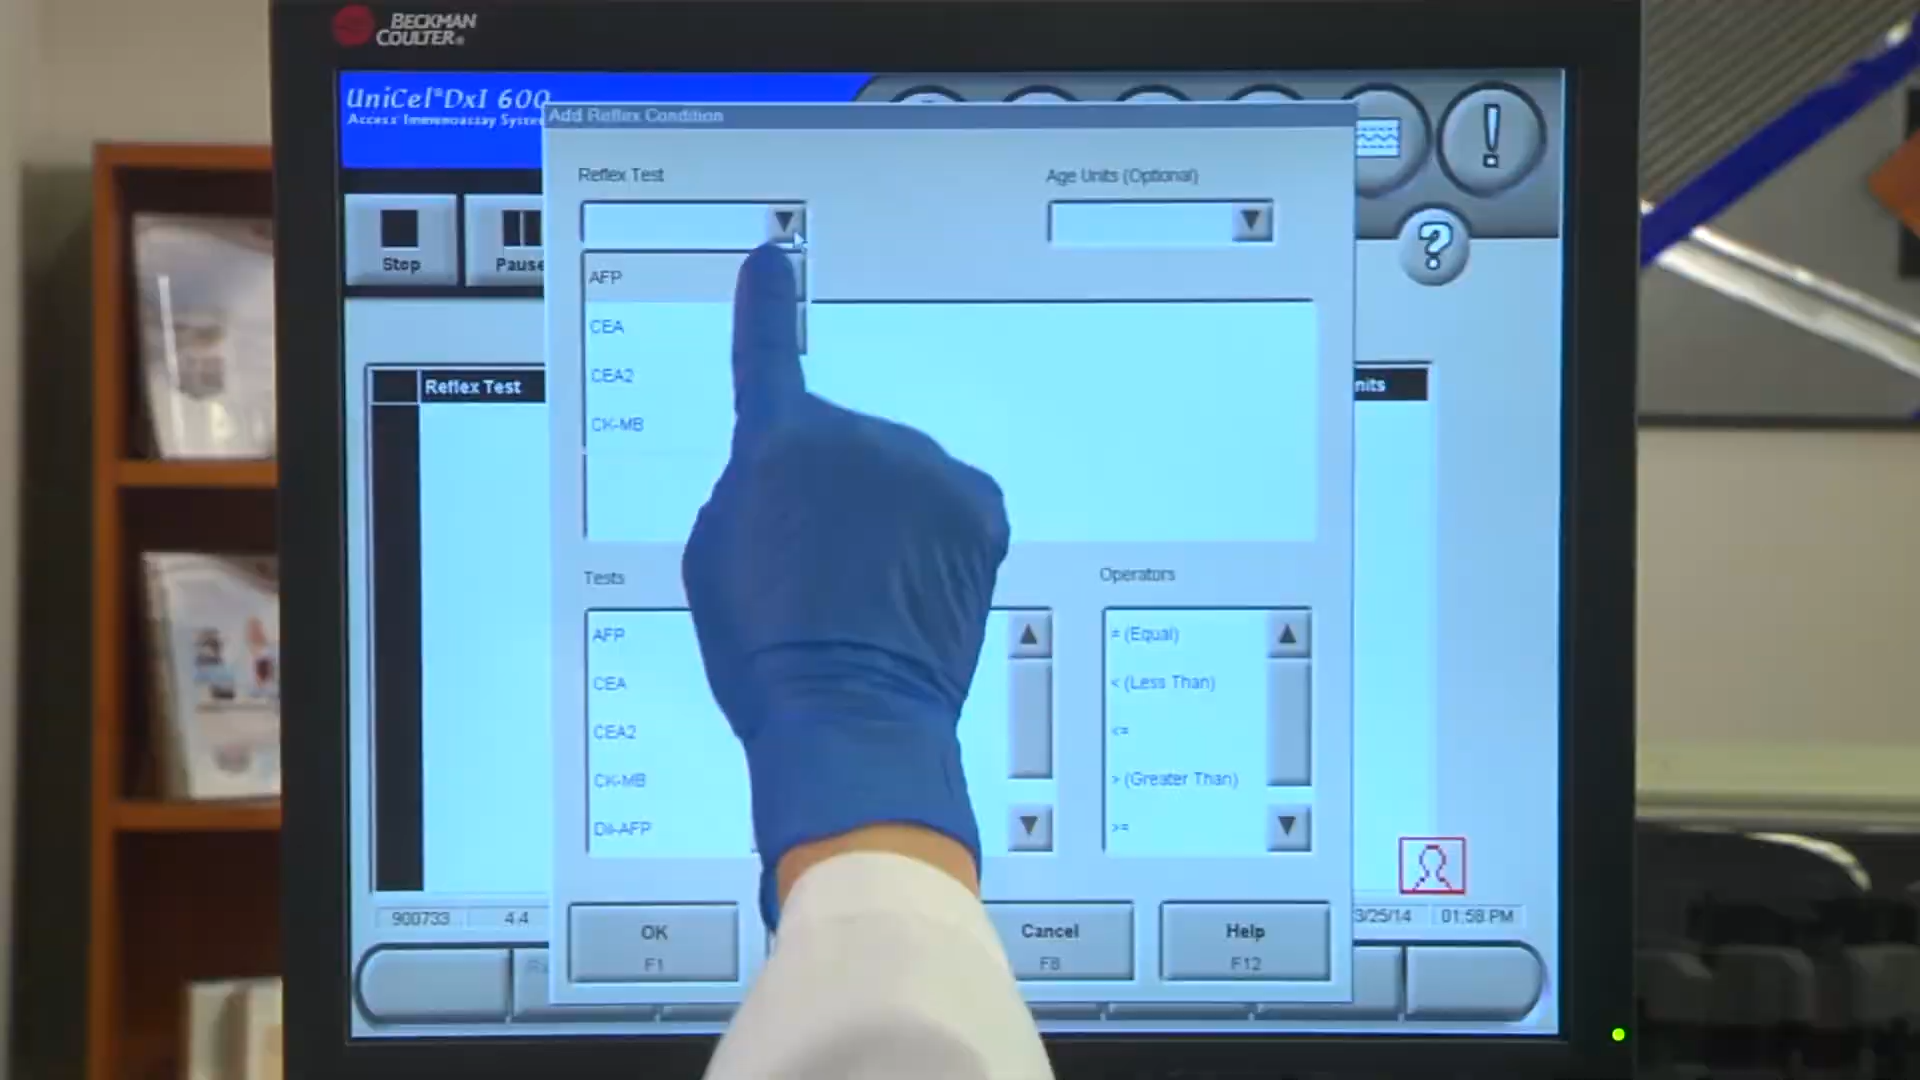 BECKMAN
COULTER®
UniCel® DxI 600
Access® Immunoassay System
Add Reflex Condition
Reflex Test
Age Units (Optional)
Stop
Pause
AFP
CEA
CEA2
CK-MB
Reflex Test
nits
Tests
Operators
AFP
CEA
CEA2
CK-MB
Dil-AFP
= (Equal)
< (Less Than)
<=
> (Greater Than)
>=
900733
4.4
3/25/14
01:58 PM
OK
F1
Cancel
F8
Help
F12